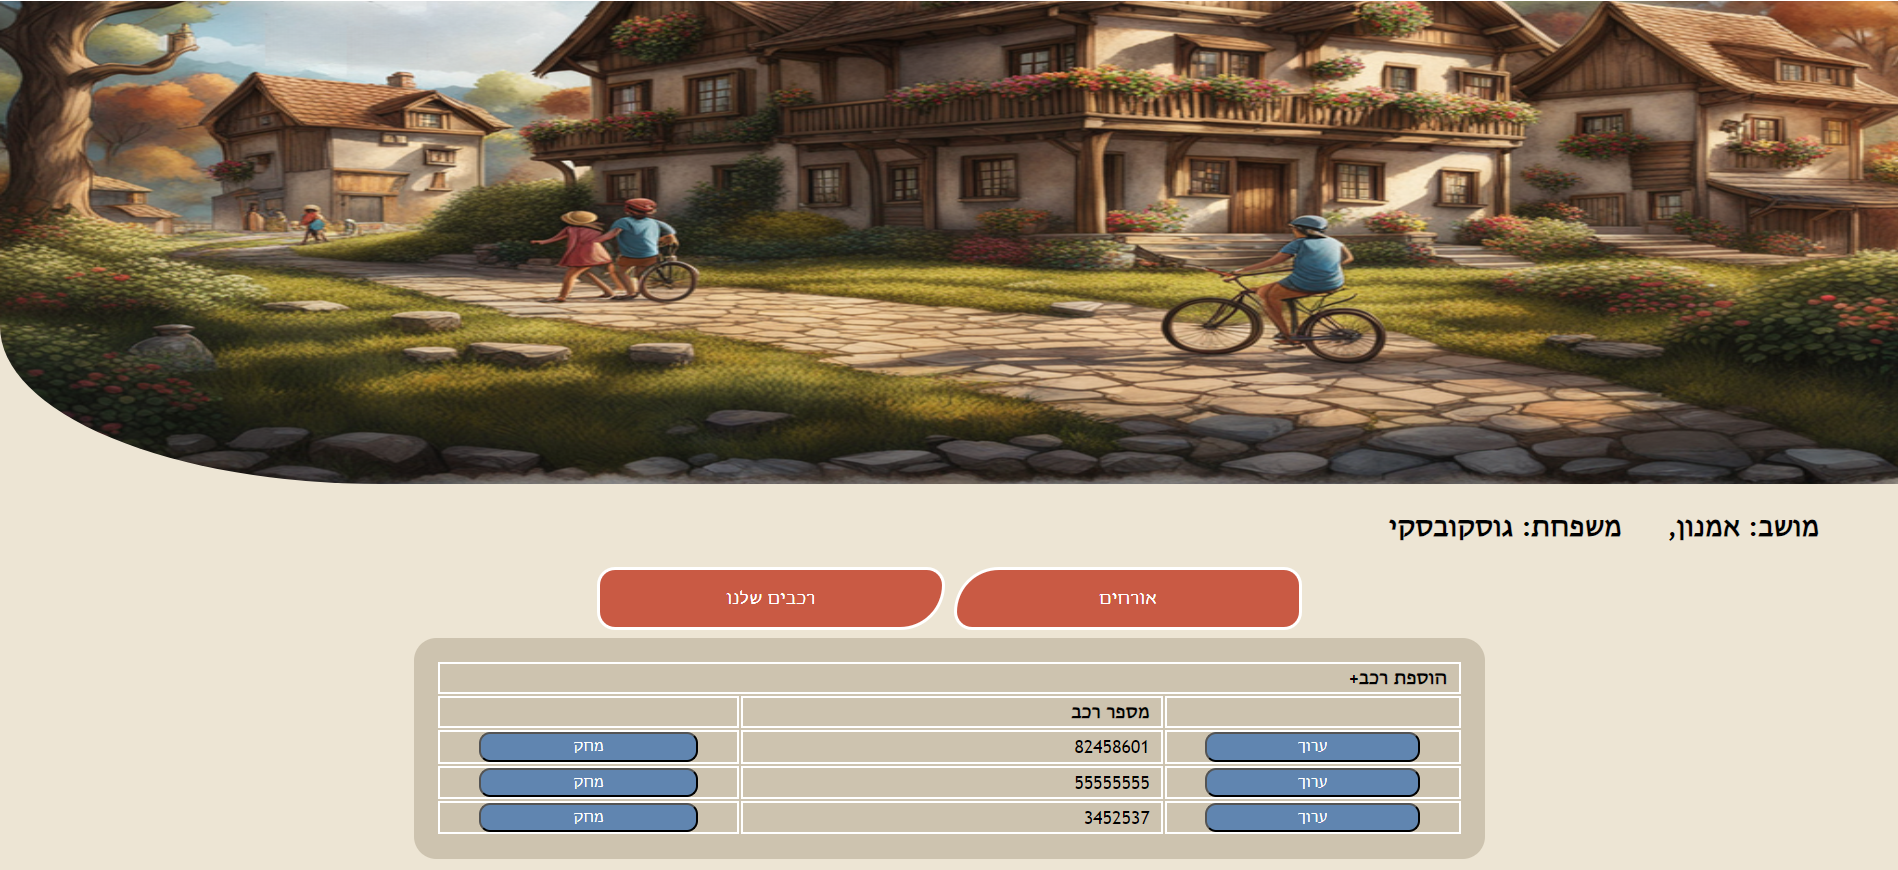 מושב: אמנון, משפחת: גוסקובסקי
אורחים
רכבים שלנו
הוספת רכב+
מספר רכב
ערוך 82458601 מחק
ערוך 55555555 מחק
ערוך 3452537 מחק